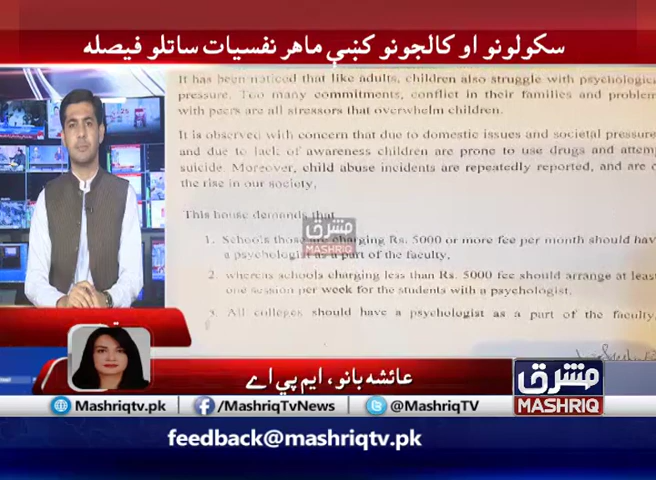 سکولونو او کالجونو کښې ماهر نفسيات ساتلو فيصله
It has been noticed that like adults, children also struggle with psychologic
pressure. Too many commitments, conflict in their families and problem
with peers are all stressors that overwhelm children.
It is observed with concern that due to domestic issues and societal pressure
and due to lack of awareness children are prone to use drugs and attemp
suicide. Moreover, child abuse incidents are repeatedly reported, and are o
the rise in our society.
This house demands that
1. Schools those are charging Rs. 5000 or more fee per month should hav
a psychologist as a part of the faculty,
2. whereas schools charging less than Rs. 5000 fee should arrange at least
one session per week for the students with a psychologist.
3. All colleges should have a psychologist as a part of the faculty.
مشرق
MASHRIQ
عائشه بانو، ايم پي اے
مشرق
MASHRIQ
Mashriqtv.pk
/MashriqTvNews
@MashriqTV
feedback@mashriqtv.pk